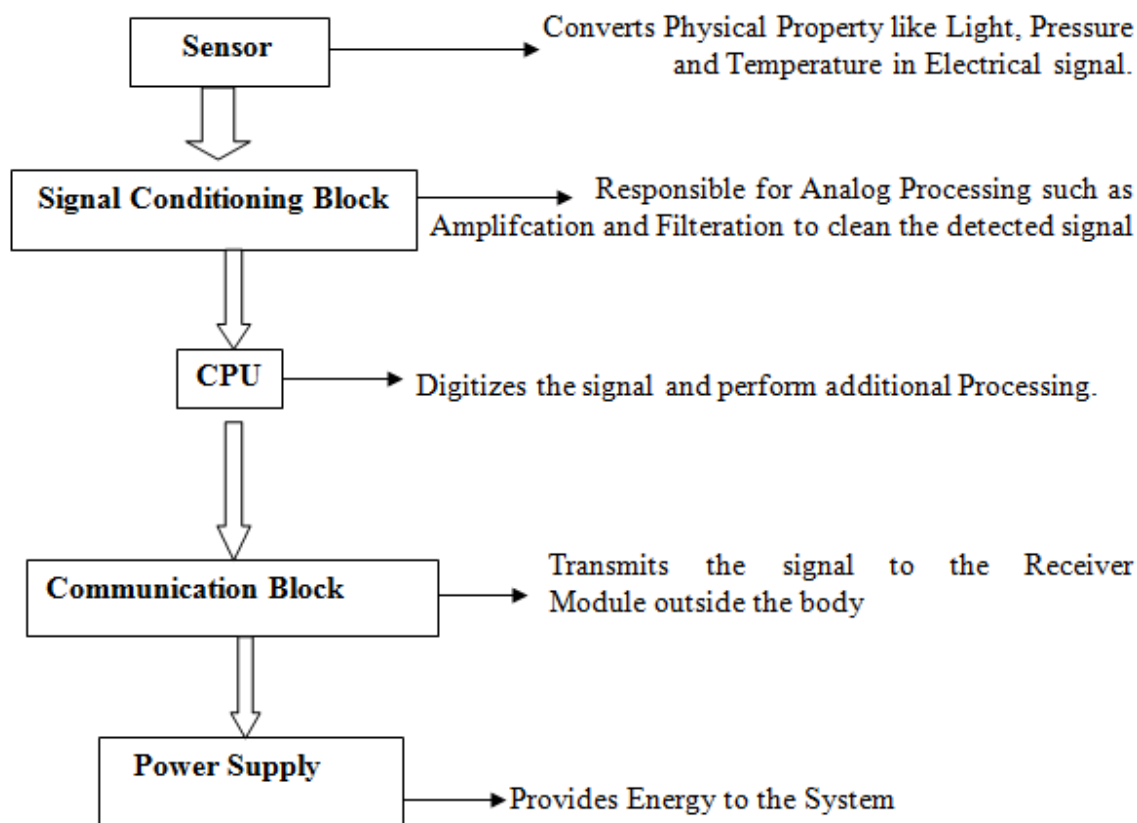 Sensor
Converts Physical Property like Light, Pressure
and Temperature in Electrical signal.
Signal Conditioning Block
Responsible for Analog Processing such as
Amplifcation and Filteration to clean the detected signal
CPU
Digitizes the signal and perform additional Processing.
Communication Block
Transmits the signal to the Receiver
Module outside the body
Power Supply
Provides Energy to the System